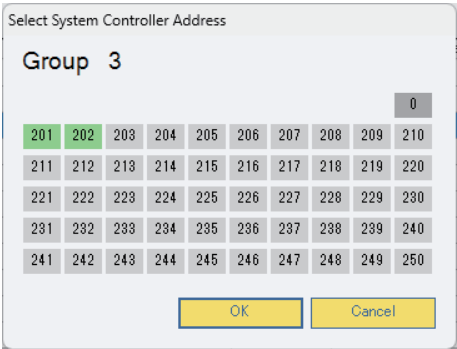 Select System Controller Address
Group 3
0
201 202 203 204 205 206 207 208 209 210
211 212 213 214 215 216 217 218 219 220
221 222 223 224 225 226 227 228 229 230
231 232 233 234 235 236 237 238 239 240
241 242 243 244 245 246 247 248 249 250
OK Cancel